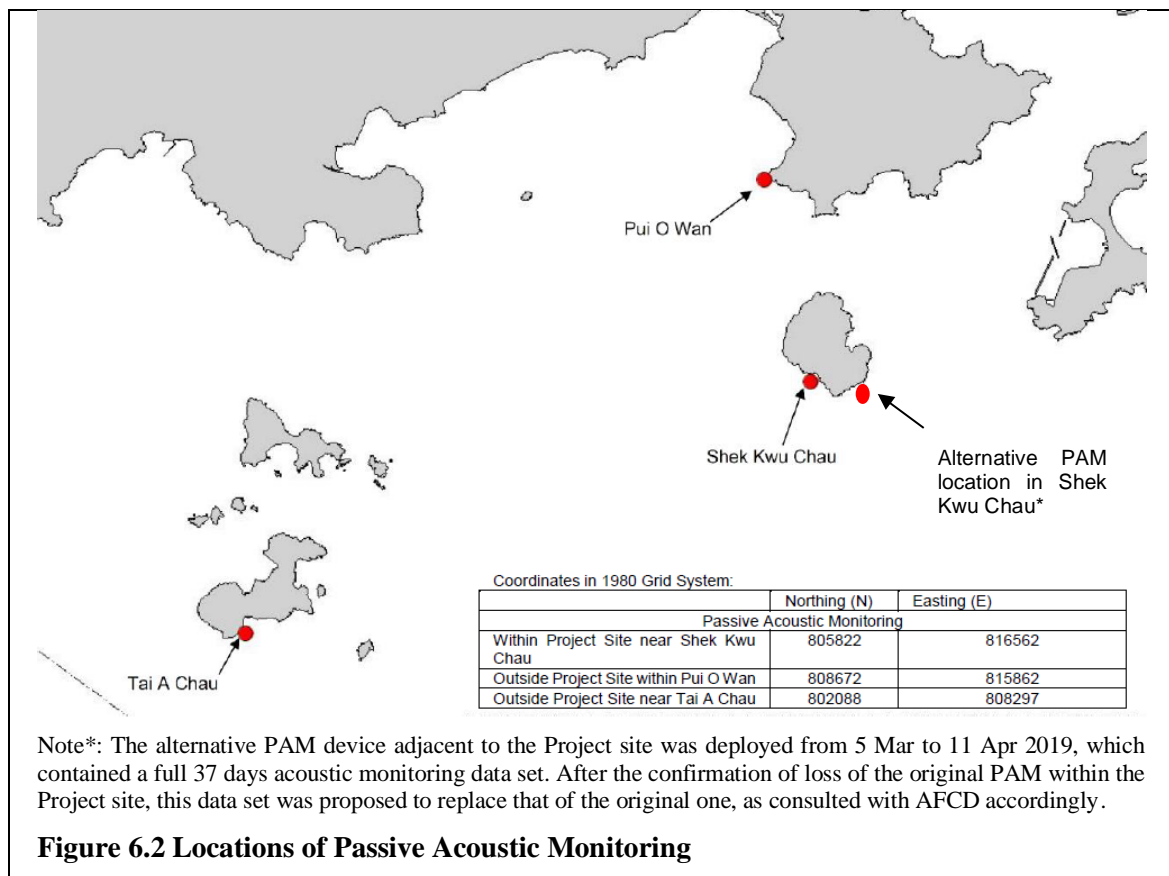 Pui O Wan
Shek Kwu Chau
Alternative PAM
location in Shek
Kwu Chau*
Tai A Chau
Coordinates in 1980 Grid System:
Northing (N) Easting (E)
Passive Acoustic Monitoring
Within Project Site near Shek Kwu 805822 816562
Chau
Outside Project Site within Pui O Wan 808672 815862
Outside Project Site near Tai A Chau 802088 808297
Note*: The alternative PAM device adjacent to the Project site was deployed from 5 Mar to 11 Apr 2019, which
contained a full 37 days acoustic monitoring data set. After the confirmation of loss of the original PAM within the
Project site, this data set was proposed to replace that of the original one, as consulted with AFCD accordingly.
Figure 6.2 Locations of Passive Acoustic Monitoring